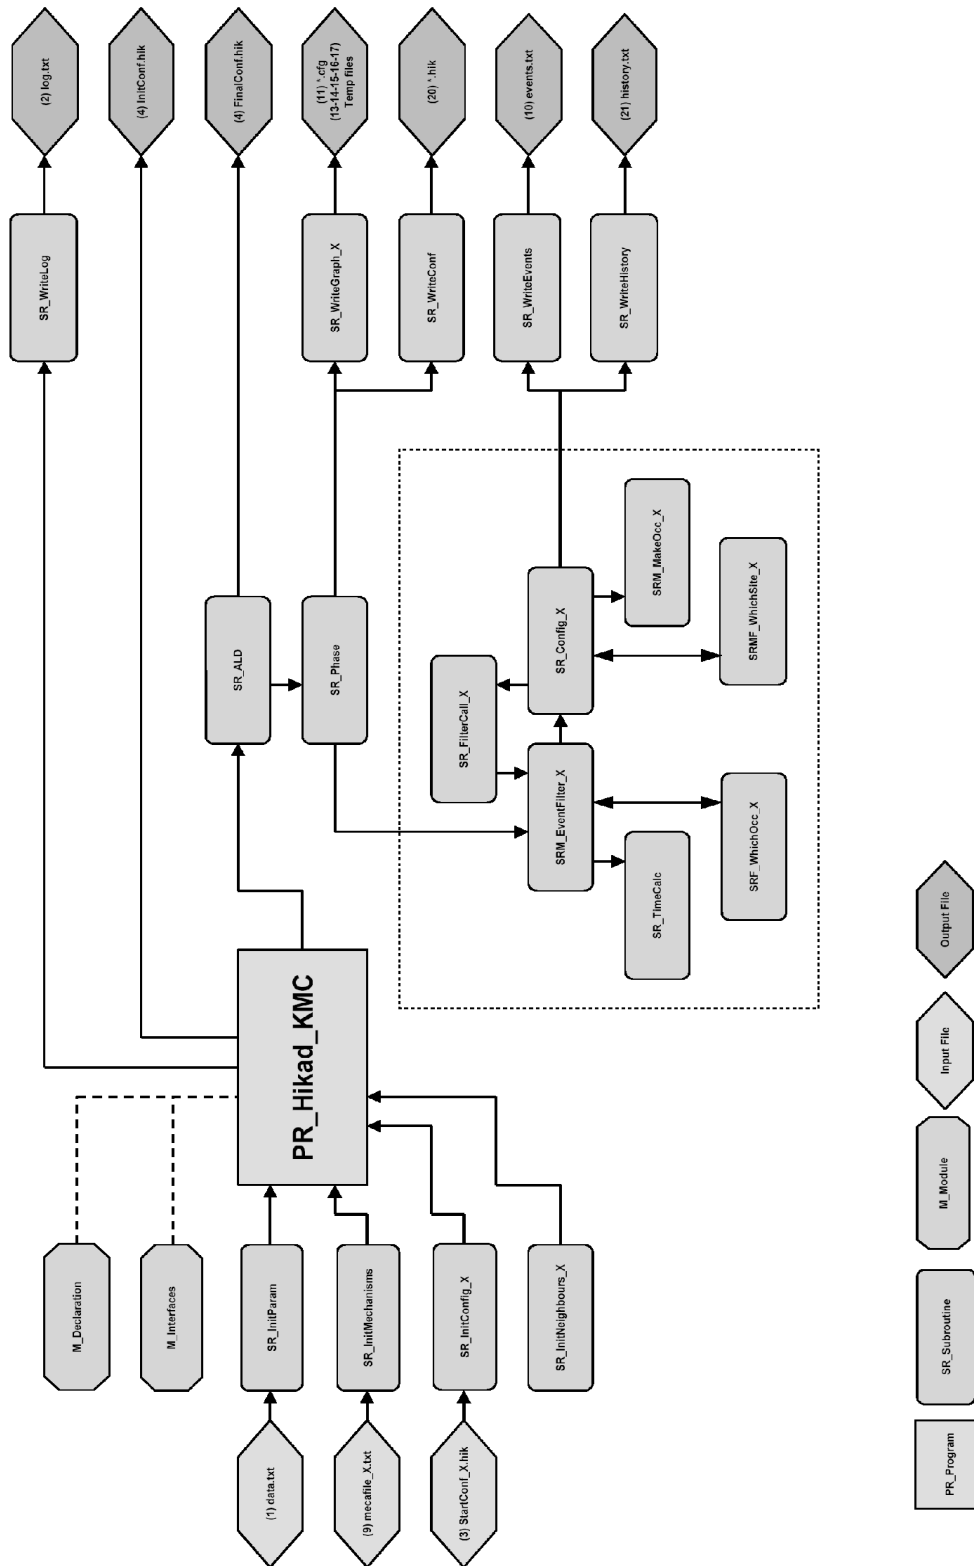 (2) log.txt
(4) InitConf.hik
(4) FinalConf.hik
(11) *.cfg
(13-14-15-16-17)
Temp files
(20) *.hik
(10) events.txt
(21) history.txt
SR_WriteLog
SR_WriteGraph_X
SR_WriteConf
SR_WriteEvents
SR_WriteHistory
SR_ALD
SR_Phase
SR_FilterCall_X
SR_Config_X
SRM_MakeOcc_X
SRMF_WhichSite_X
SRM_EventFilter_X
SR_TimeCalc
SRF_WhichOcc_X
PR_Hikad_KMC
M_Declaration
M_Interfaces
SR_InitParam
SR_InitMechanisms
SR_InitConfig_X
SR_InitNeighbours_X
(1) data.txt
(9) mecafile_X.txt
(3) StartConf_X.hik
PR_Program
SR_Subroutine
M_Module
Input File
Output File